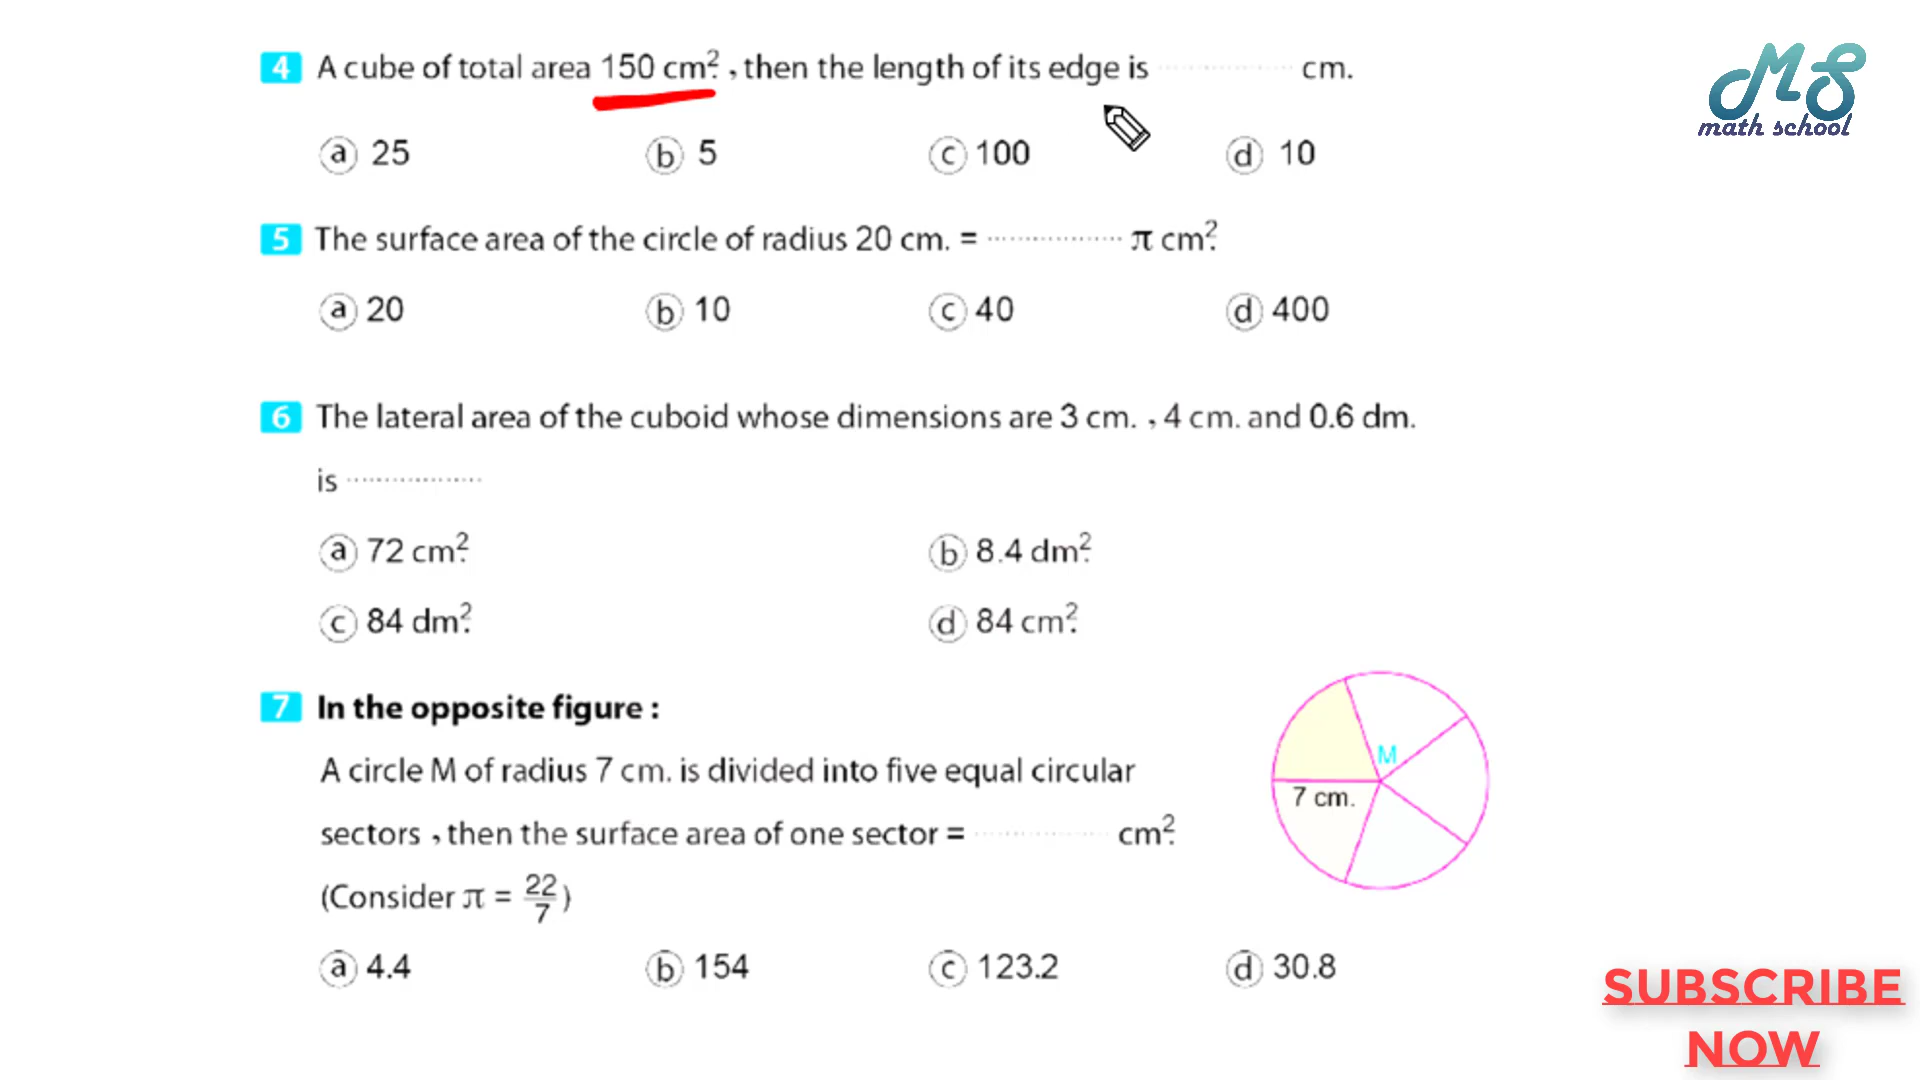 4 A cube of total area 150 cm². , then the length of its edge is ················ cm.
a 25 b 5 c 100 d 10
5 The surface area of the circle of radius 20 cm. = ················ π cm².
a 20 b 10 c 40 d 400
6 The lateral area of the cuboid whose dimensions are 3 cm. , 4 cm. and 0.6 dm.
is ················
a 72 cm². b 8.4 dm².
c 84 dm². d 84 cm².
7 In the opposite figure :
A circle M of radius 7 cm. is divided into five equal circular
sectors , then the surface area of one sector = ················ cm².
(Consider π = 22/7)
a 4.4 b 154 c 123.2 d 30.8
M
7 cm.
MS
math school
SUBSCRIBE
NOW